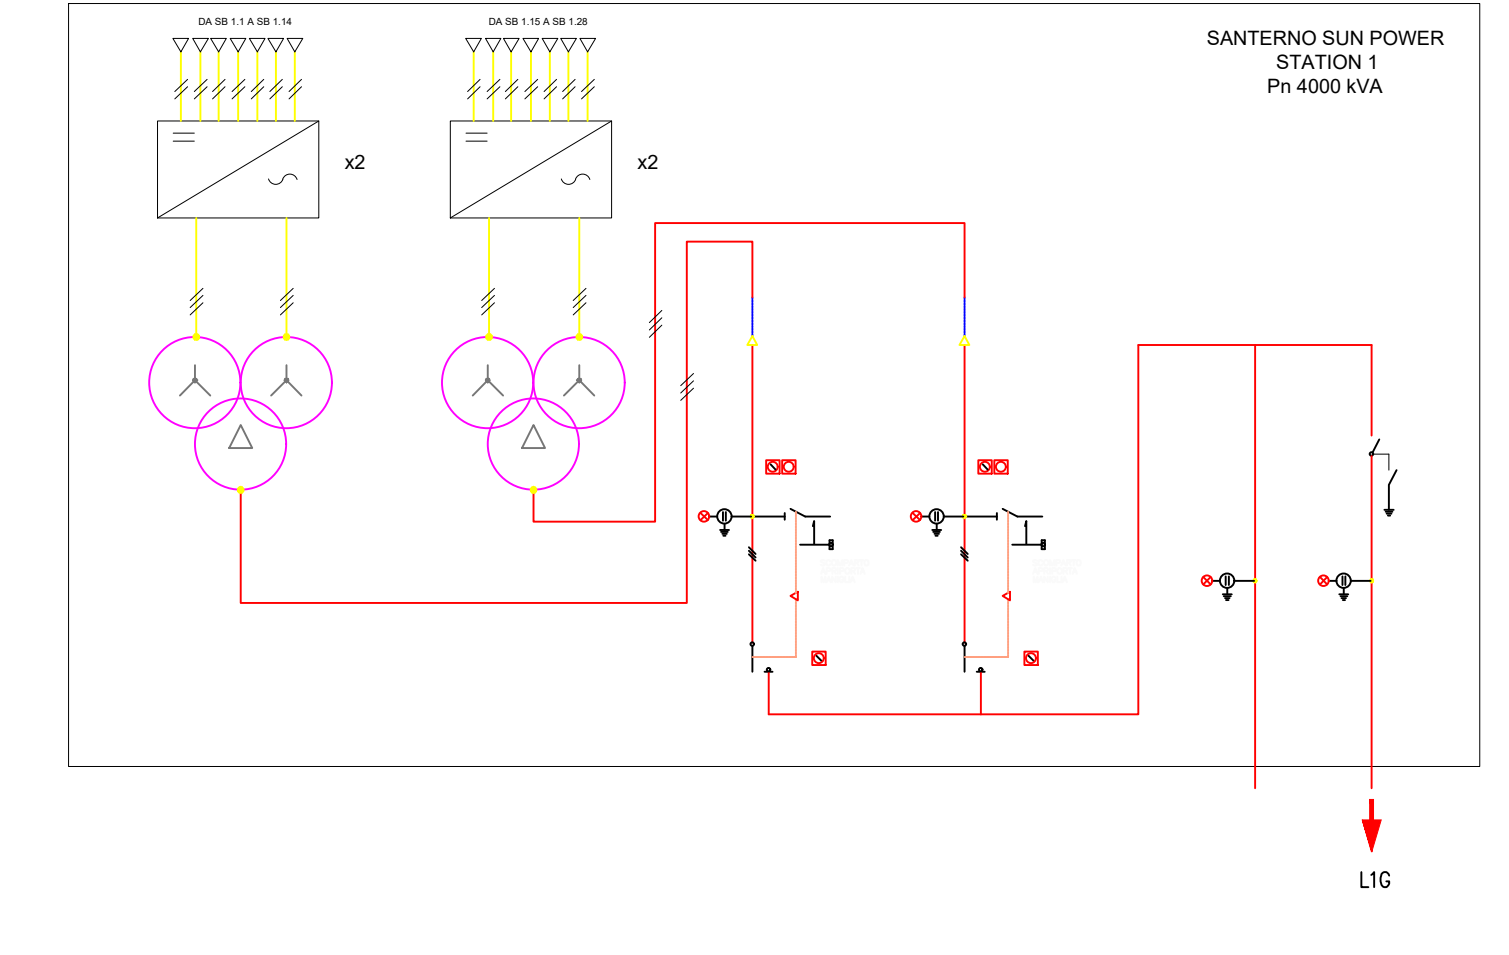 DA SB 1.1 A SB 1.14
DA SB 1.15 A SB 1.28
SANTERNO SUN POWER
STATION 1
Pn 4000 kVA
x2
x2
L1G